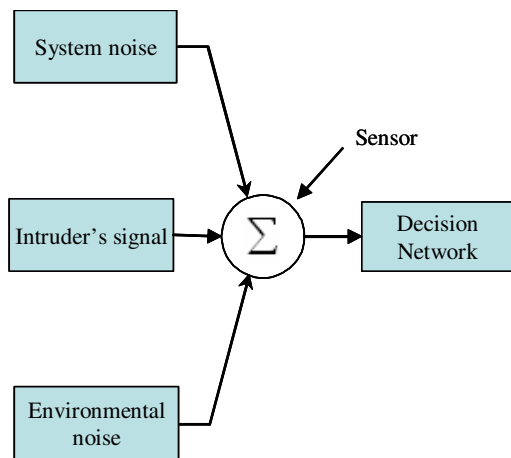 System noise
Sensor
Intruder's signal
Σ
Decision
Network
Environmental
noise